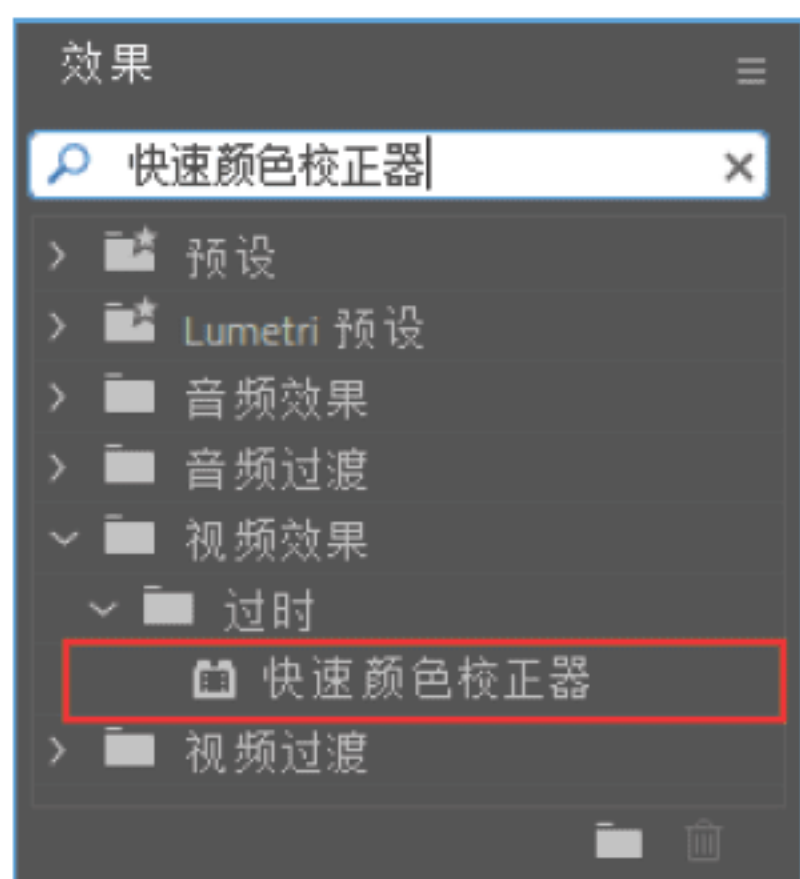 效果
快速颜色校正器
预设
Lumetri 预设
音频效果
音频过渡
视频效果
过时
快速颜色校正器
视频过渡